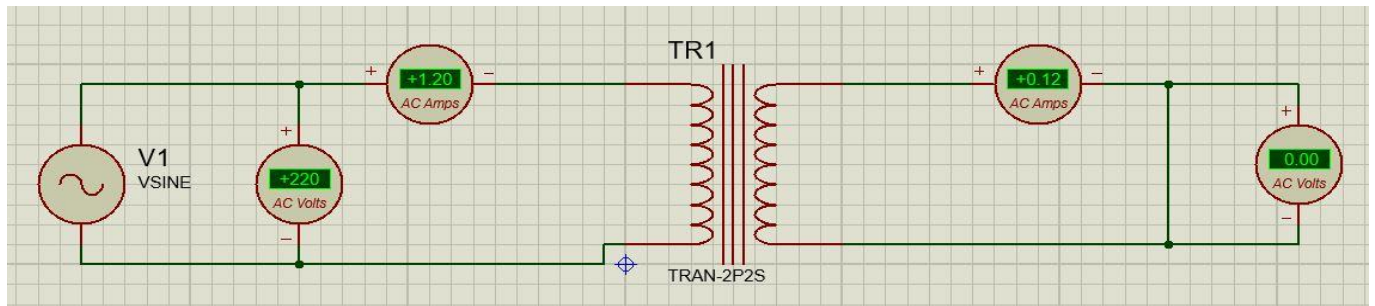 TR1
+
+1.20
-
AC Amps
+
+0.12
-
AC Amps
V1
VSINE
+
+220
AC Volts
-
+
0.00
AC Volts
-
TRAN-2P2S